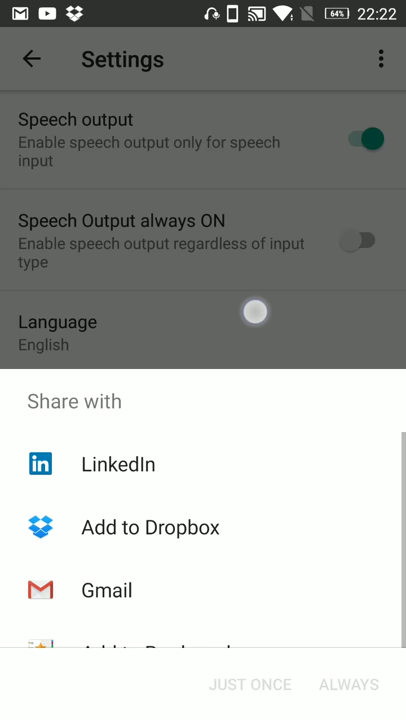 64% 22:22
Settings
Speech output
Enable speech output only for speech
input
Speech Output always ON
Enable speech output regardless of input
type
Language
English
Share with
LinkedIn
Add to Dropbox
Gmail
JUST ONCE ALWAYS